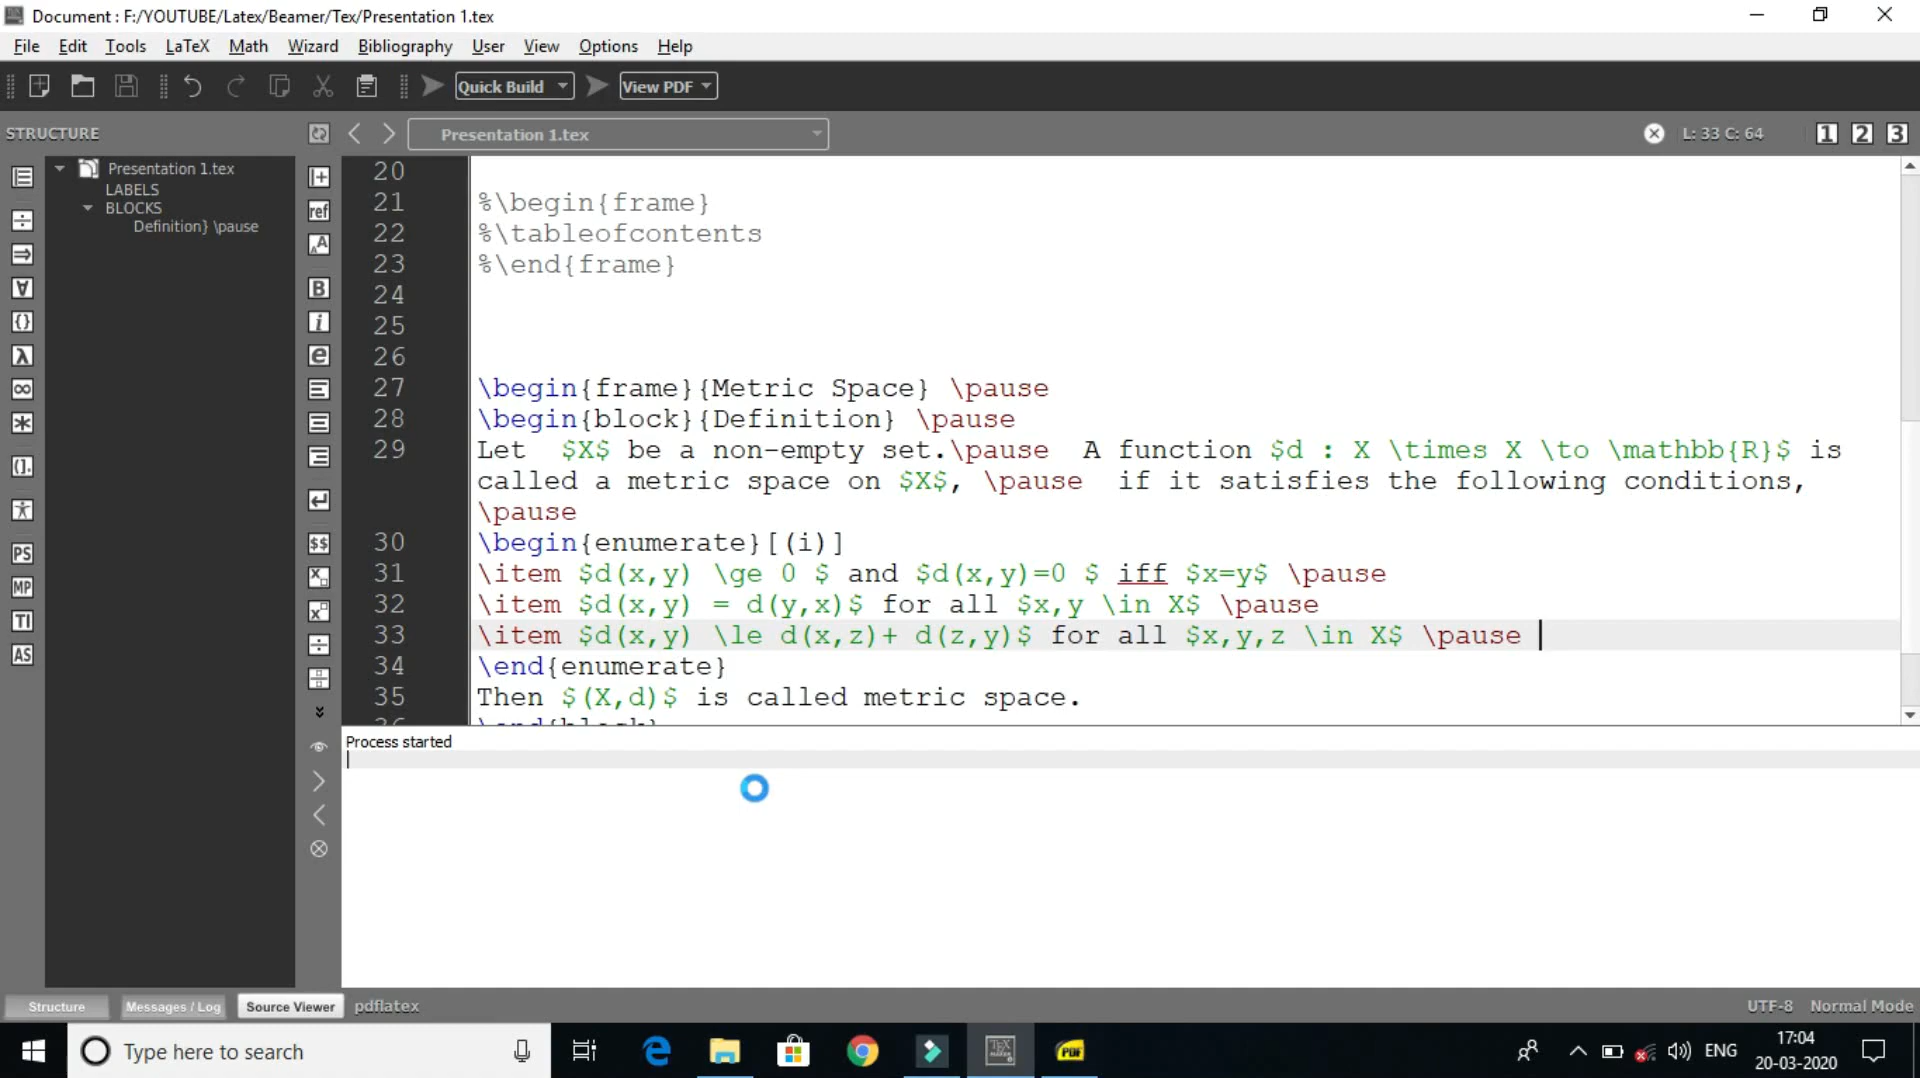 Document : F:/YOUTUBE/Latex/Beamer/Tex/Presentation 1.tex
File Edit Tools LaTeX Math Wizard Bibliography User View Options Help
Quick Build View PDF
STRUCTURE Presentation 1.tex L: 33 C: 64 1 2 3
Presentation 1.tex
LABELS
BLOCKS
Definition} \pause
20
21 %\begin{frame}
22 %\tableofcontents
23 %\end{frame}
24
25
26
27 \begin{frame}{Metric Space} \pause
28 \begin{block}{Definition} \pause
29 Let $X$ be a non-empty set.\pause A function $d : X \times X \to \mathbb{R}$ is
called a metric space on $X$, \pause if it satisfies the following conditions,
\pause
30 \begin{enumerate}[(i)]
31 \item $d(x,y) \ge 0 $ and $d(x,y)=0 $ iff $x=y$ \pause
32 \item $d(x,y) = d(y,x)$ for all $x,y \in X$ \pause
33 \item $d(x,y) \le d(x,z)+ d(z,y)$ for all $x,y,z \in X$ \pause
34 \end{enumerate}
35 Then $(X,d)$ is called metric space.
36 \end{block}
Process started
Structure Messages / Log Source Viewer pdflatex UTF-8 Normal Mode
Type here to search
ENG
17:04
20-03-2020